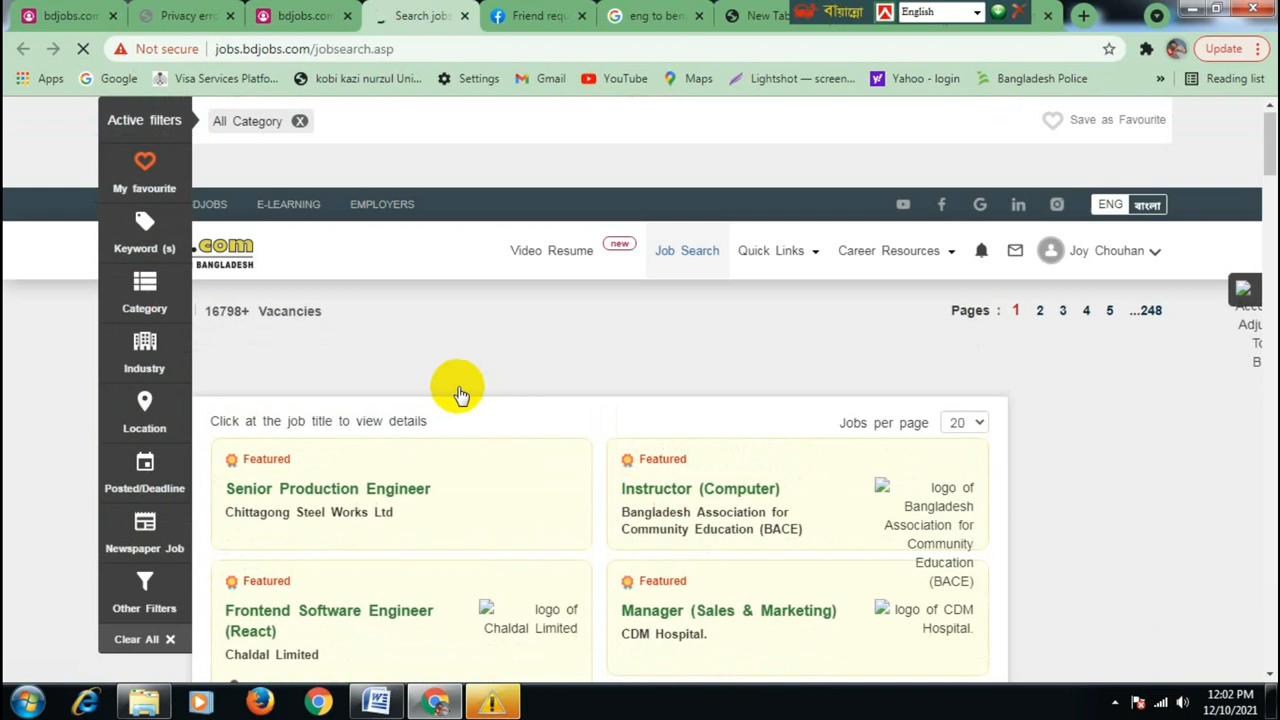 bdjobs.com
Privacy err
bdjobs.com
Search jobs
Friend requ
eng to ben
New Tab
বায়ান্নো
English
Not secure
jobs.bdjobs.com/jobsearch.asp
Update
Apps
Google
Visa Services Platfo...
kobi kazi nurzul Uni...
Settings
Gmail
YouTube
Maps
Lightshot — screen...
Yahoo - login
Bangladesh Police
»
Reading list
Active filters
All Category
Save as Favourite
My favourite
DJOBS
E-LEARNING
EMPLOYERS
ENG
বাংলা
Keyword (s)
.com
BANGLADESH
Video Resume
new
Job Search
Quick Links
Career Resources
Joy Chouhan
Category
16798+ Vacancies
Pages : 1 2 3 4 5 ...248
Adju
To
B
Industry
Location
Click at the job title to view details
Jobs per page 20
Featured
Senior Production Engineer
Chittagong Steel Works Ltd
Featured
Instructor (Computer)
Bangladesh Association for
Community Education (BACE)
logo of
Bangladesh
Association for
Community
Education
(BACE)
Posted/Deadline
Newspaper Job
Other Filters
Clear All
Featured
Frontend Software Engineer
(React)
Chaldal Limited
logo of
Chaldal Limited
Featured
Manager (Sales & Marketing)
CDM Hospital.
logo of CDM
Hospital.
12:02 PM
12/10/2021